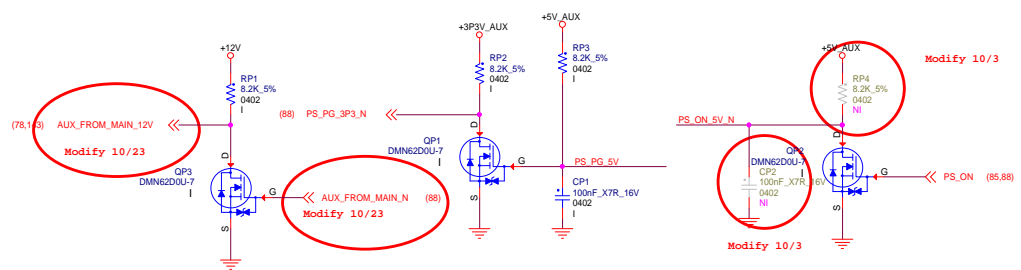 +12V
RP1
8.2K_5%
0402
I
(78,143) AUX_FROM_MAIN_12V
Modify 10/23
D
QP3
DMN62D0U-7
I
G
S
AUX_FROM_MAIN_N (88)
Modify 10/23
+3P3V_AUX
RP2
8.2K_5%
0402
I
(88) PS_PG_3P3_N
D
QP1
DMN62D0U-7
I
G
S
+5V_AUX
RP3
8.2K_5%
0402
I
PS_PG_5V
CP1
100nF_X7R_16V
0402
I
+5V_AUX
RP4
8.2K_5%
0402
NI
Modify 10/3
PS_ON_5V_N
D
QP2
DMN62D0U-7
I
CP2
100nF_X7R_16V
0402
NI
G
S
PS_ON (85,88)
Modify 10/3